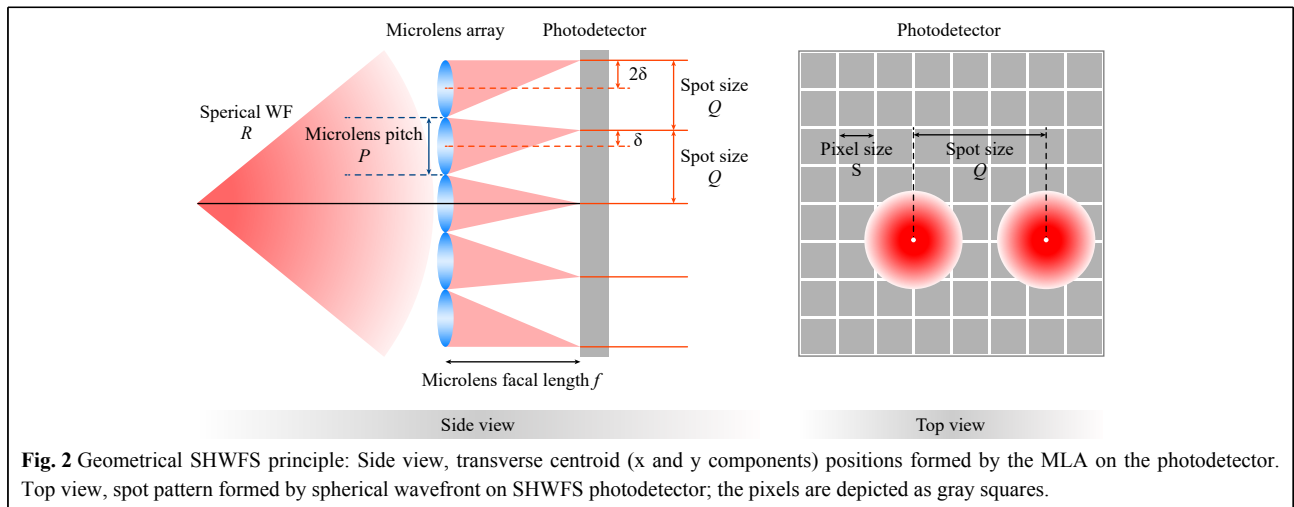 Microlens array
Photodetector
Photodetector
2δ
Spot size
Q
Sperical WF
R
Microlens pitch
P
δ
Spot size
Q
Pixel size
S
Spot size
Q
Microlens facal length f
Side view
Top view
Fig. 2 Geometrical SHWFS principle: Side view, transverse centroid (x and y components) positions formed by the MLA on the photodetector.
Top view, spot pattern formed by spherical wavefront on SHWFS photodetector; the pixels are depicted as gray squares.